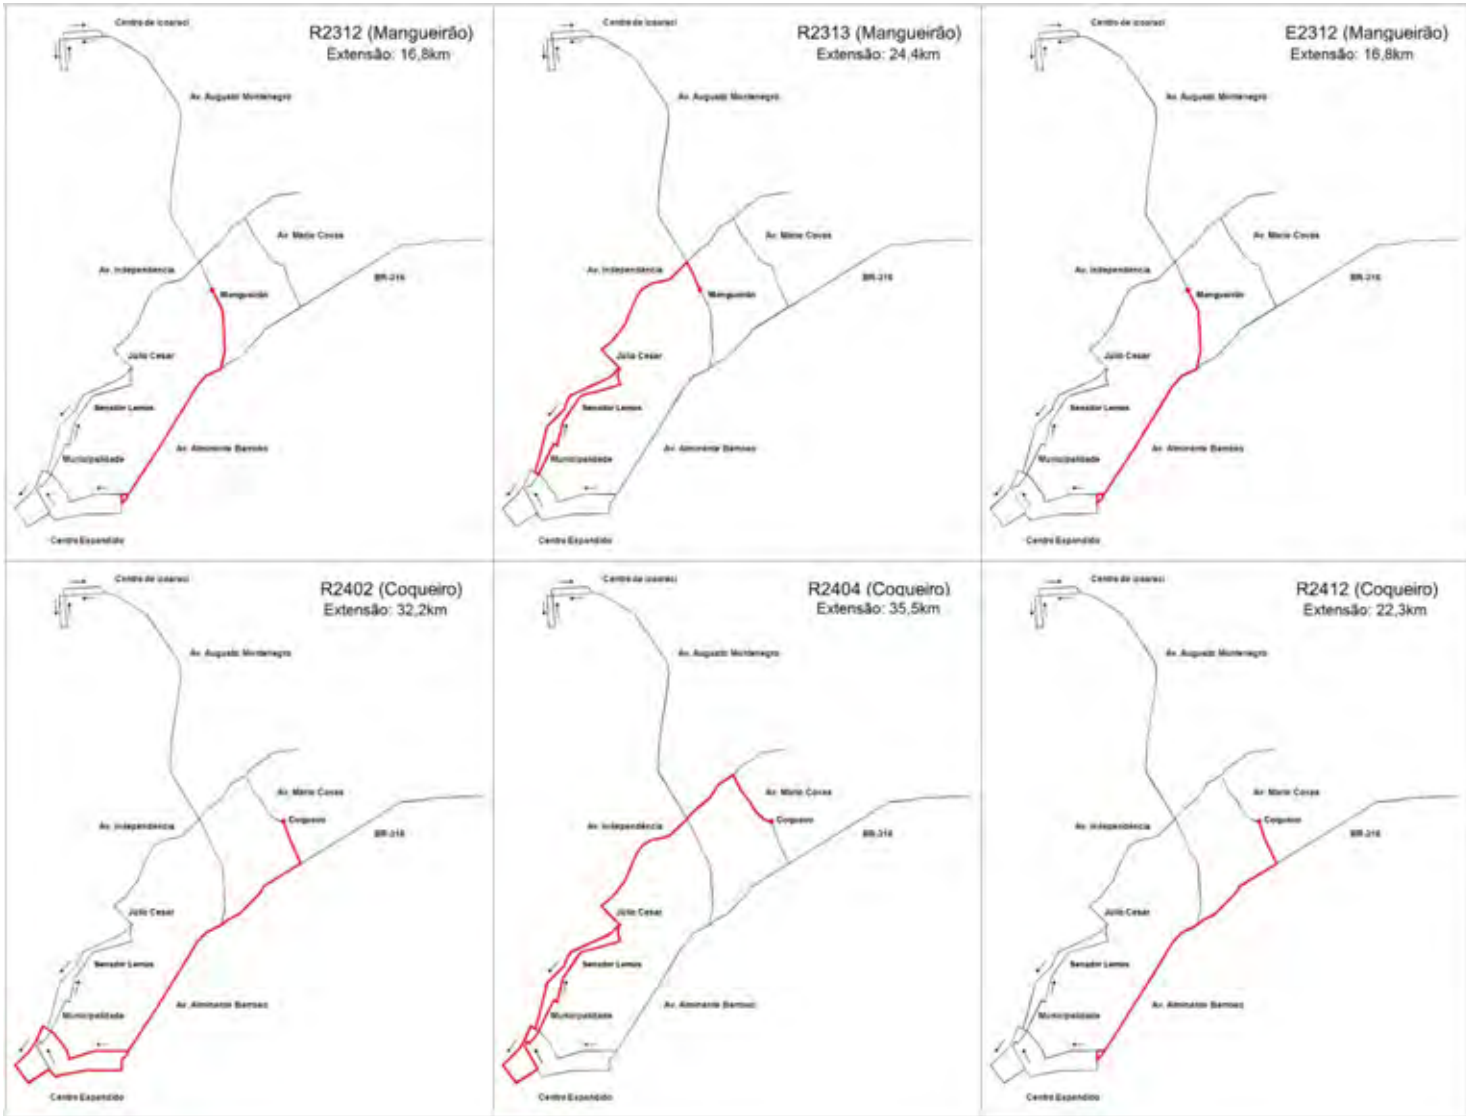 Centro de Icoaraci
R2312 (Mangueirão)
Extensão: 16,8km
Av. Augusto Montenegro
Av. Mario Covas
Av. Independência
BR-316
Mangueirão
Júlio Cesar
Senador Lemos
Av. Almirante Barroso
Municipalidade
Centro Expandido
Centro de Icoaraci
R2313 (Mangueirão)
Extensão: 24,4km
Av. Augusto Montenegro
Av. Mario Covas
Av. Independência
BR-316
Mangueirão
Júlio Cesar
Senador Lemos
Av. Almirante Barroso
Municipalidade
Centro Expandido
Centro de Icoaraci
E2312 (Mangueirão)
Extensão: 16,8km
Av. Augusto Montenegro
Av. Mario Covas
Av. Independência
BR-316
Mangueirão
Júlio Cesar
Senador Lemos
Av. Almirante Barroso
Municipalidade
Centro Expandido
Centro de Icoaraci
R2402 (Coqueiro)
Extensão: 32,2km
Av. Augusto Montenegro
Av. Mario Covas
Coqueiro
Av. Independência
BR-316
Júlio Cesar
Senador Lemos
Av. Almirante Barroso
Municipalidade
Centro Expandido
Centro de Icoaraci
R2404 (Coqueiro)
Extensão: 35,5km
Av. Augusto Montenegro
Av. Mario Covas
Coqueiro
Av. Independência
BR-316
Júlio Cesar
Senador Lemos
Av. Almirante Barroso
Municipalidade
Centro Expandido
Centro de Icoaraci
R2412 (Coqueiro)
Extensão: 22,3km
Av. Augusto Montenegro
Av. Mario Covas
Coqueiro
Av. Independência
BR-316
Júlio Cesar
Senador Lemos
Av. Almirante Barroso
Municipalidade
Centro Expandido